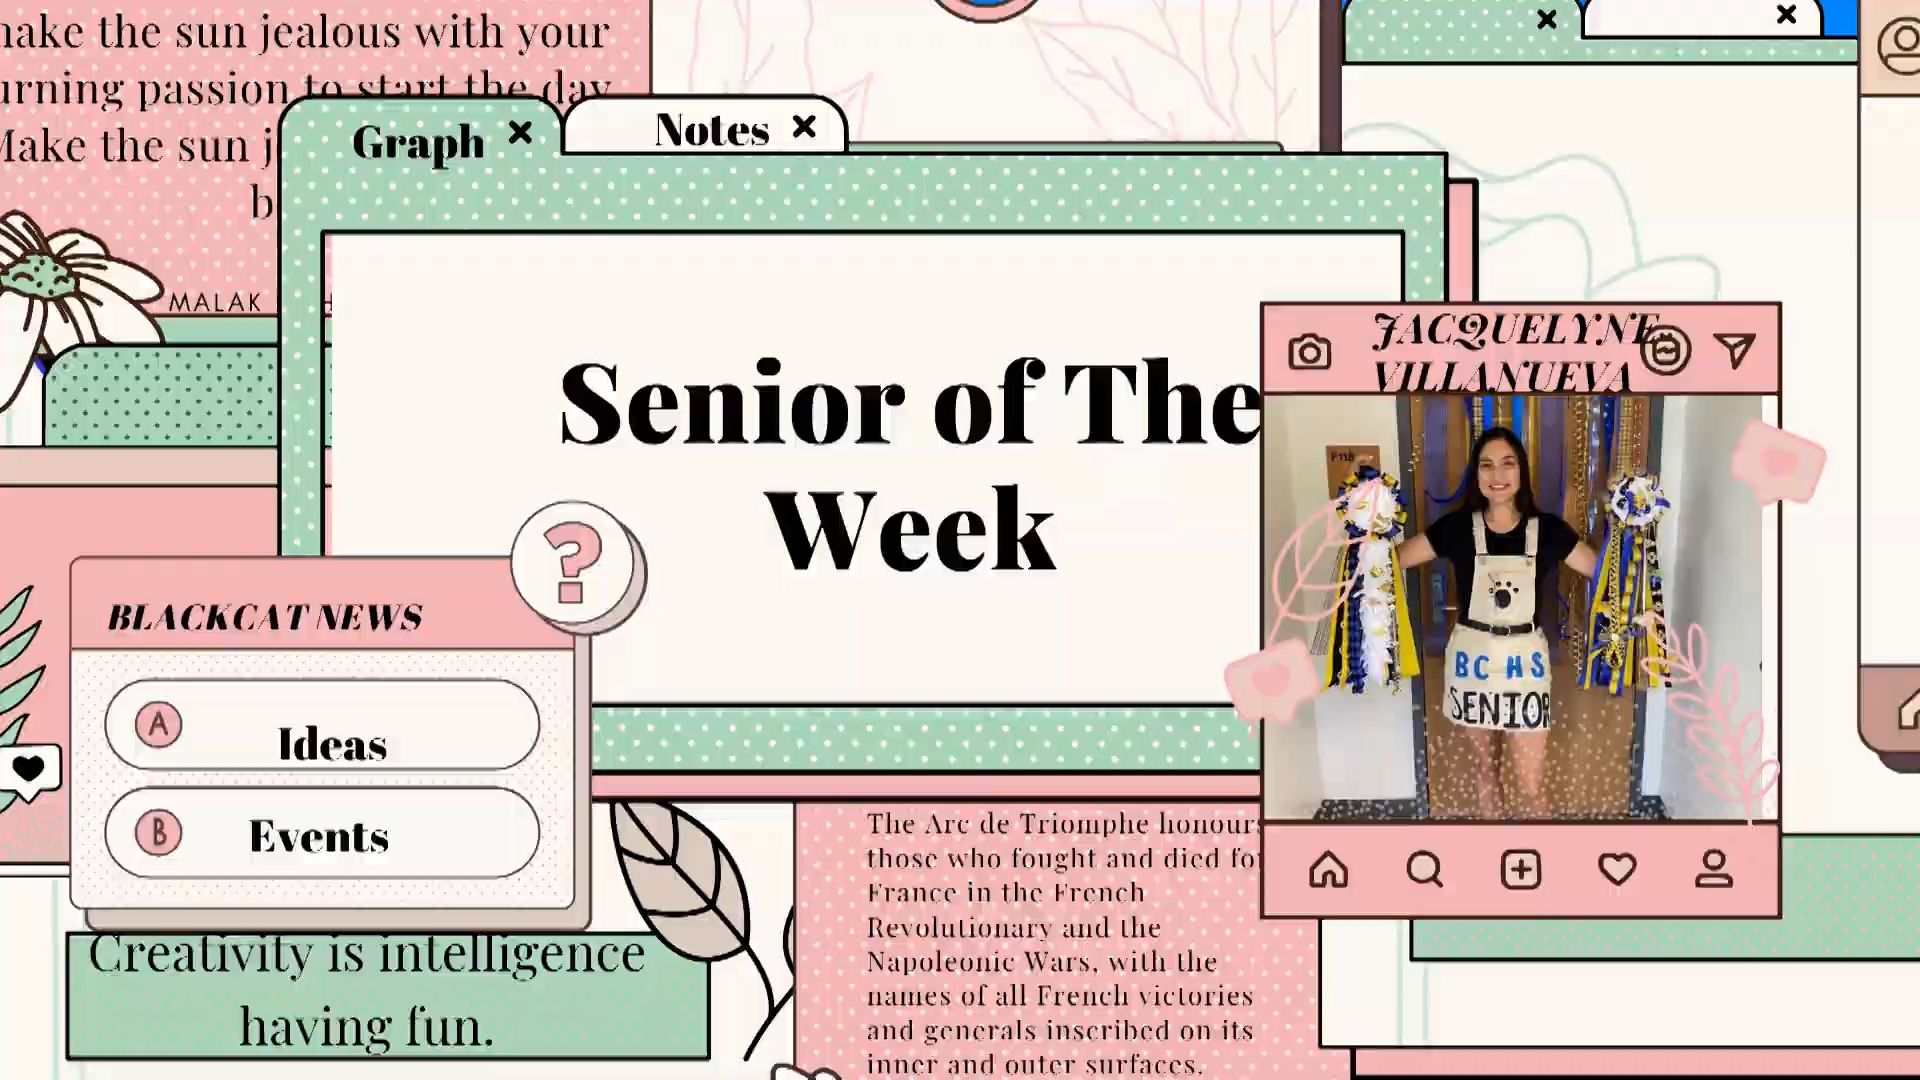 make the sun jealous with your
urning passion to start the day
Make the sun j
b
MALAK
Graph
Notes
Senior of The
Week
JACQUELYNE
VILLANUEVA
F118
BCHS
SENIOR
BLACKCAT NEWS
A
Ideas
B
Events
Creativity is intelligence
having fun.
The Arc de Triomphe honours
those who fought and died for
France in the French
Revolutionary and the
Napoleonic Wars, with the
names of all French victories
and generals inscribed on its
inner and outer surfaces.